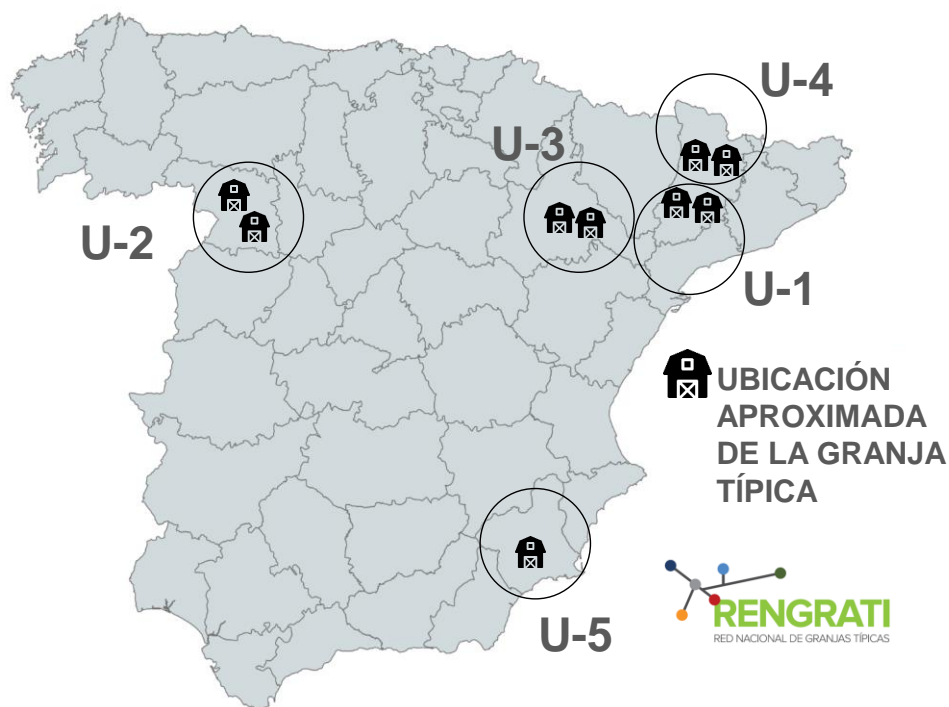 U-4
U-3
U-2
U-1
UBICACIÓN
APROXIMADA
DE LA GRANJA
TÍPICA
U-5
RENGRATI
RED NACIONAL DE GRANJAS TÍPICAS